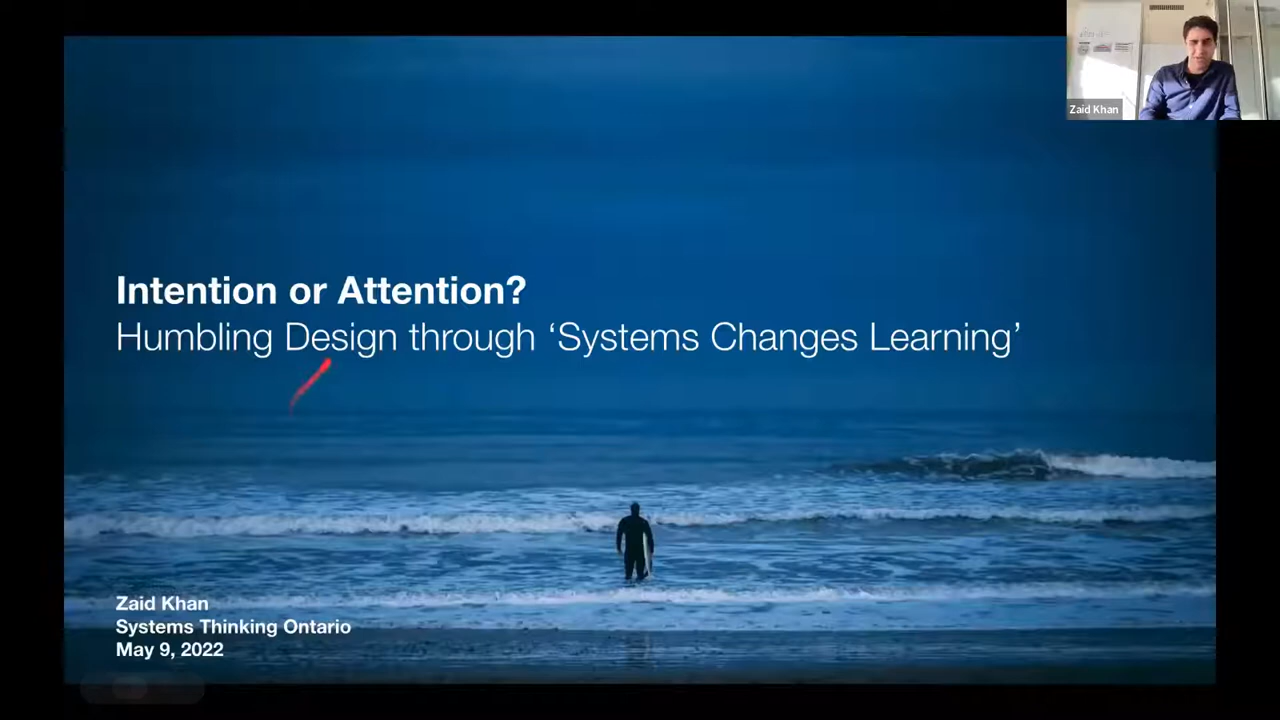 Zaid Khan
Intention or Attention?
Humbling Design through ‘Systems Changes Learning’
Zaid Khan
Systems Thinking Ontario
May 9, 2022